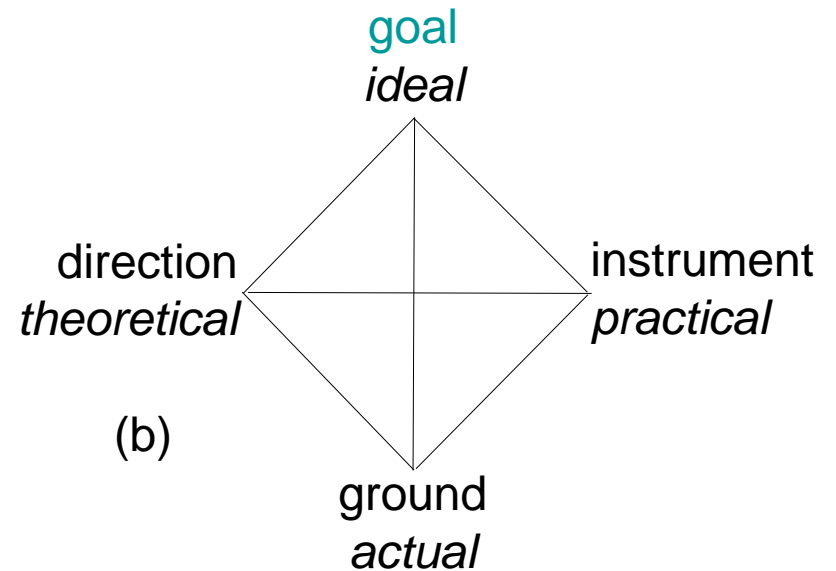 goal
ideal
direction
theoretical
instrument
practical
(b)
ground
actual